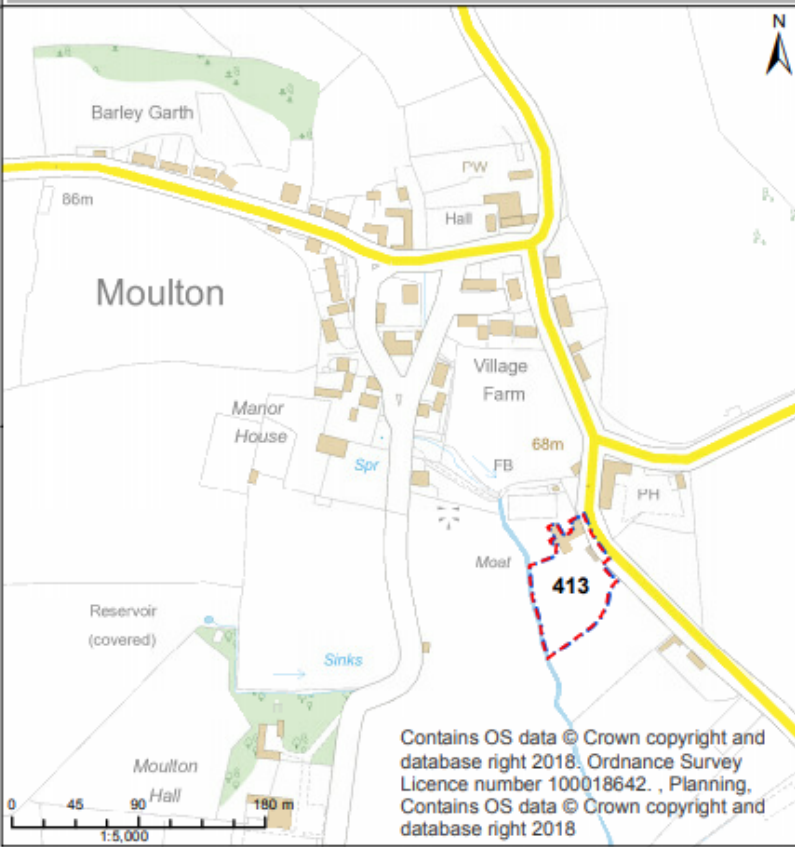 N
Barley Garth
PW
86m
Hall
Moulton
Village
Farm
Manor
House
68m
Spr
FB
PH
Moat
413
Reservoir
(covered)
Sinks
Moulton
Hall
0 45 90 180 m
1:5,000
Contains OS data © Crown copyright and
database right 2018. Ordnance Survey
Licence number 100018642. , Planning,
Contains OS data © Crown copyright and
database right 2018